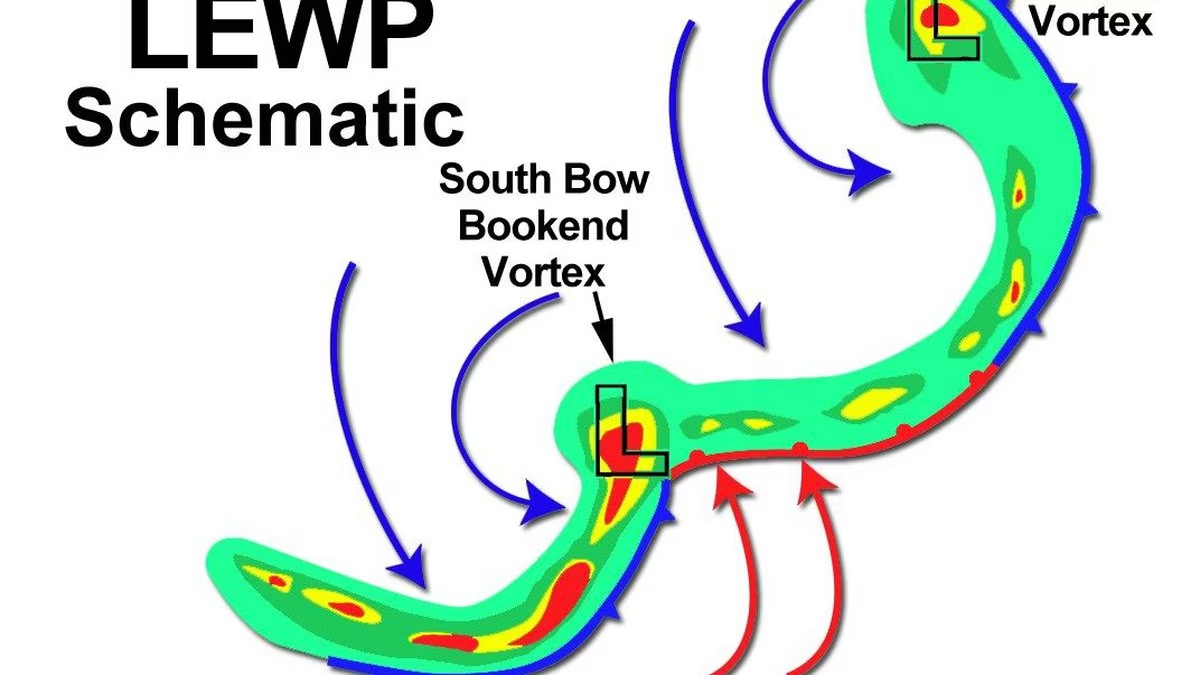 LEWP
Schematic
South Bow
Bookend
Vortex
Vortex
L
L